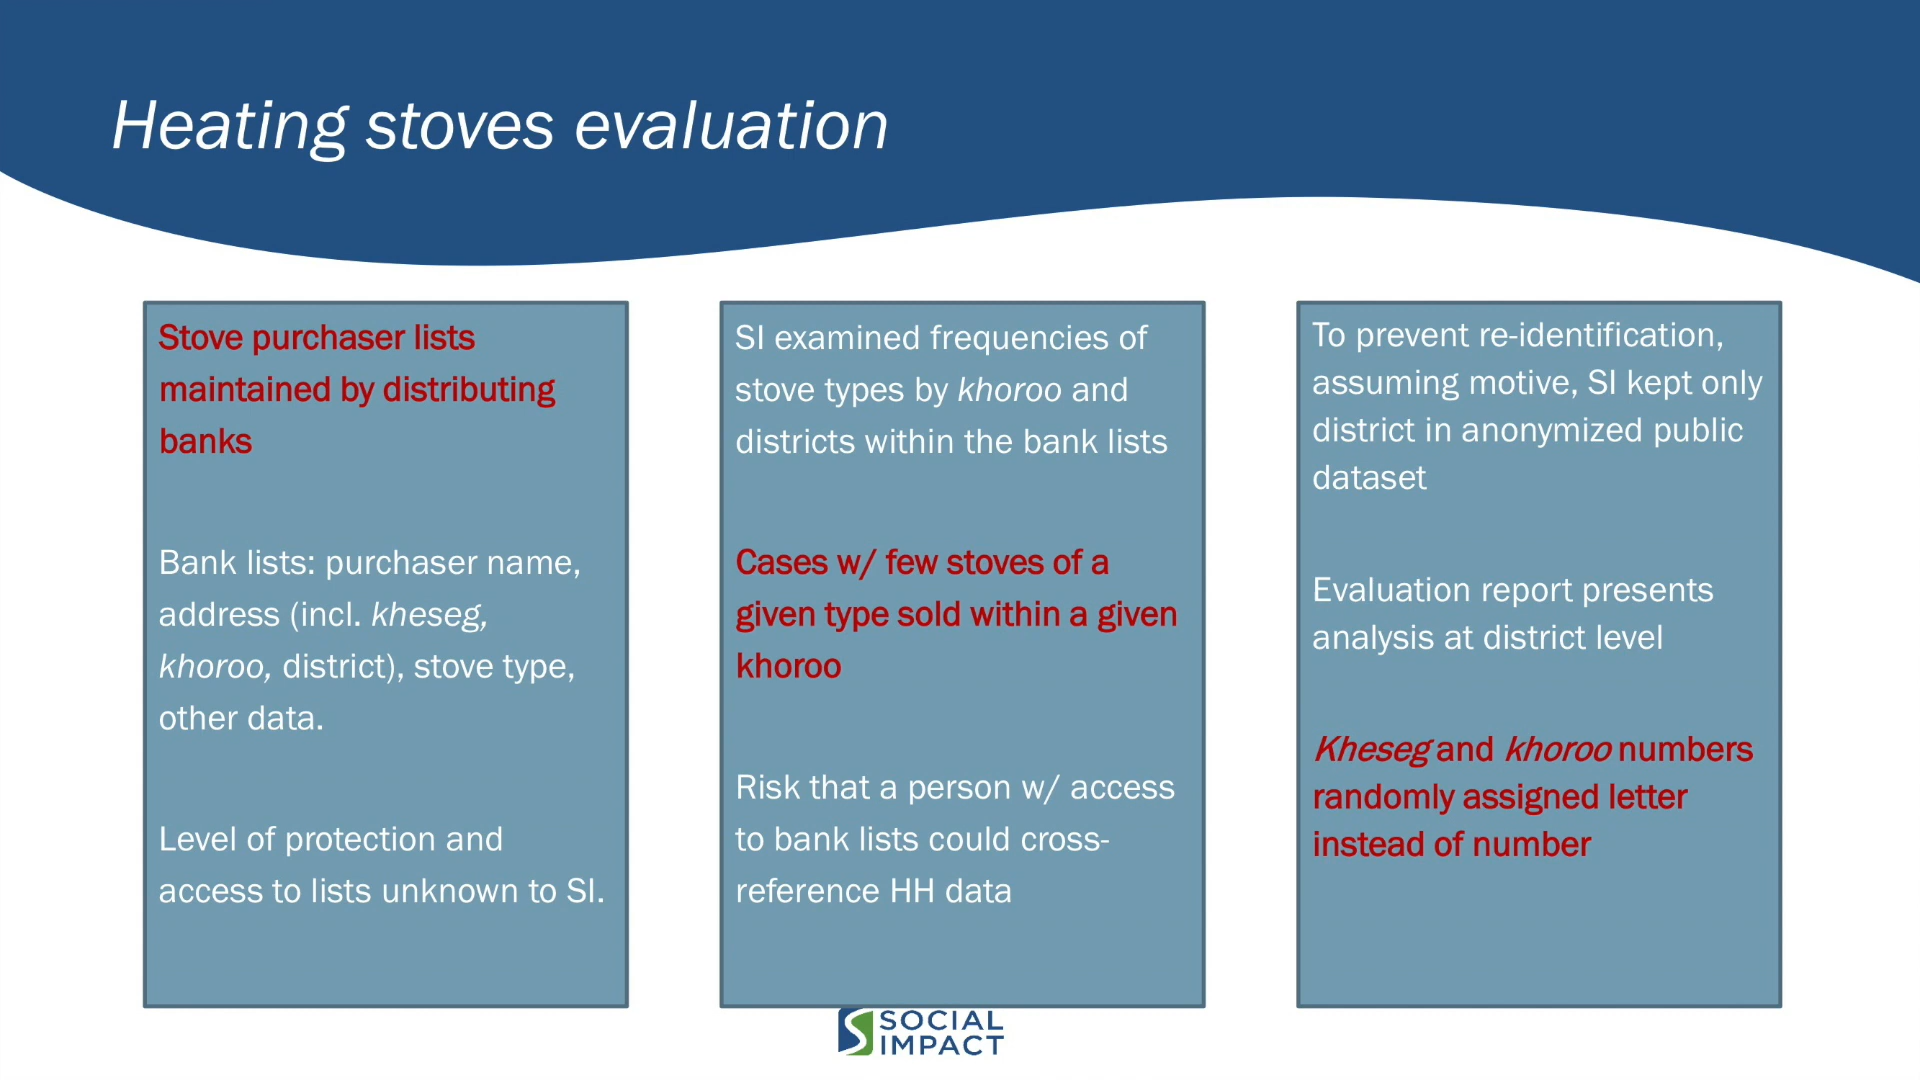 Heating stoves evaluation
Stove purchaser lists
maintained by distributing
banks
Bank lists: purchaser name,
address (incl. kheseg,
khoroo, district), stove type,
other data.
Level of protection and
access to lists unknown to SI.
SI examined frequencies of
stove types by khoroo and
districts within the bank lists
Cases w/ few stoves of a
given type sold within a given
khoroo
Risk that a person w/ access
to bank lists could cross-
reference HH data
To prevent re-identification,
assuming motive, SI kept only
district in anonymized public
dataset
Evaluation report presents
analysis at district level
Kheseg and khoroo numbers
randomly assigned letter
instead of number
SOCIAL
IMPACT